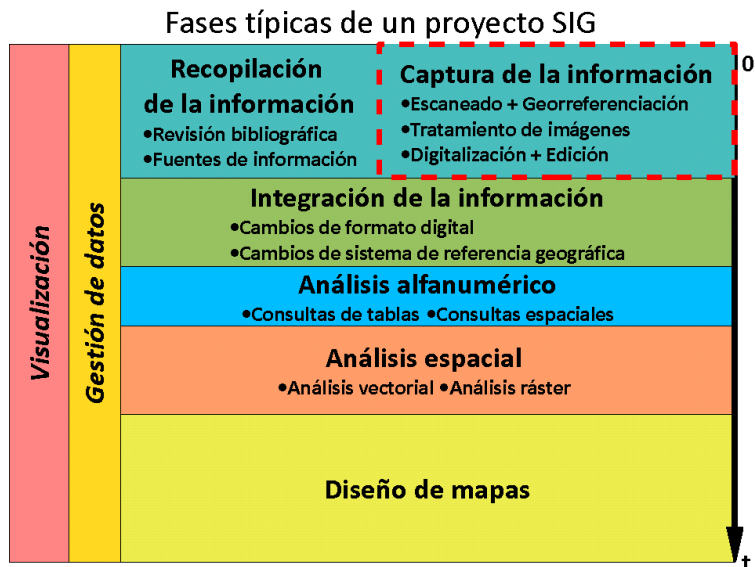 Fases típicas de un proyecto SIG
Visualización
Gestión de datos
Recopilación
de la información
•Revisión bibliográfica
•Fuentes de información
Captura de la información
•Escaneado + Georreferenciación
•Tratamiento de imágenes
•Digitalización + Edición
0
Integración de la información
•Cambios de formato digital
•Cambios de sistema de referencia geográfica
Análisis alfanumérico
•Consultas de tablas •Consultas espaciales
Análisis espacial
•Análisis vectorial •Análisis ráster
Diseño de mapas
t